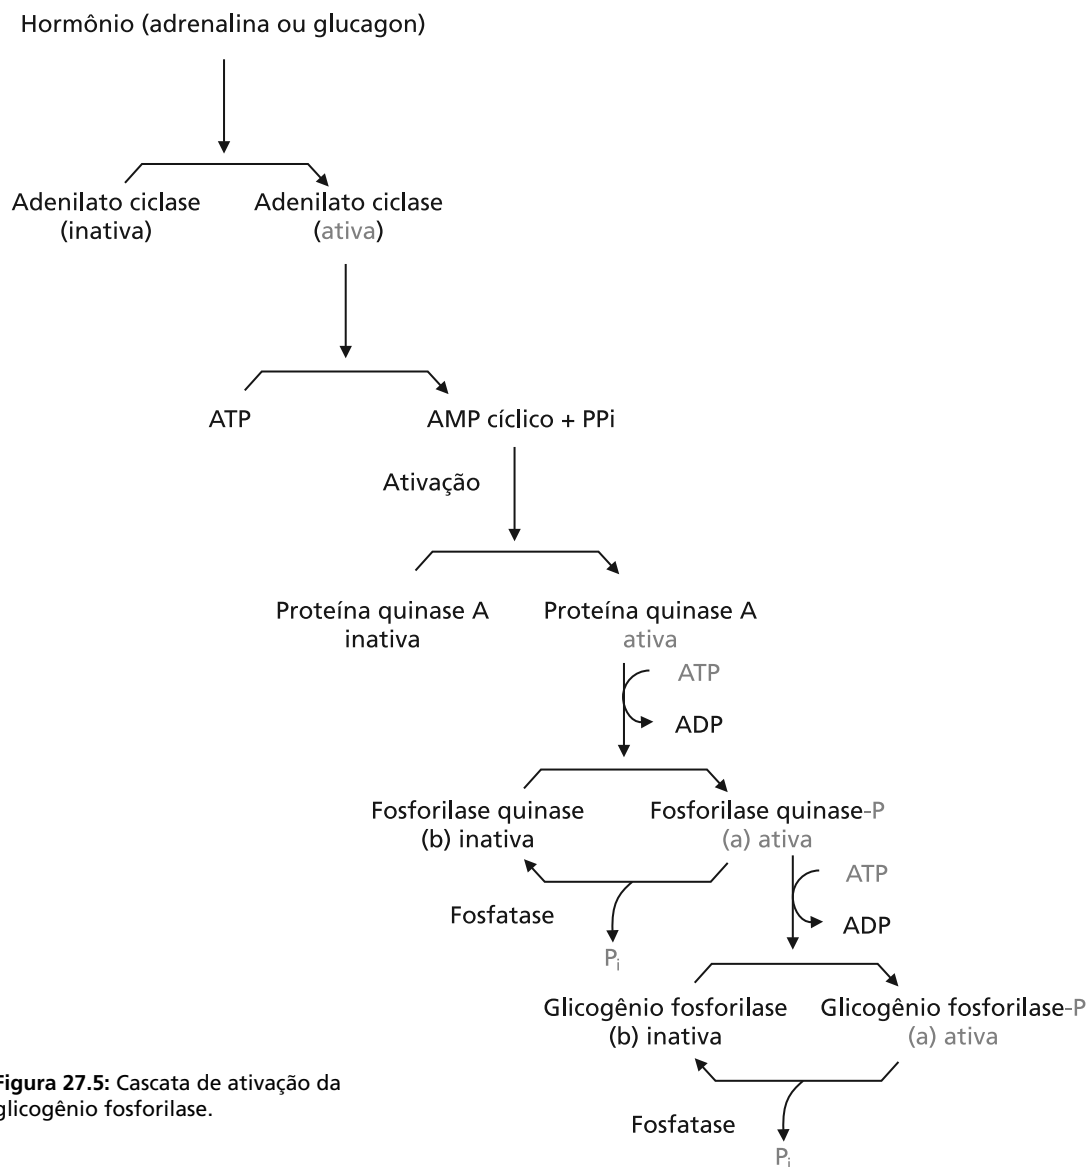 Hormônio (adrenalina ou glucagon)
Adenilato ciclase
(inativa)
Adenilato ciclase
(ativa)
ATP
AMP cíclico + PPi
Ativação
Proteína quinase A
inativa
Proteína quinase A
ativa
ATP
ADP
Fosforilase quinase
(b) inativa
Fosforilase quinase-P
(a) ativa
Fosfatase
Pi
ATP
ADP
Glicogênio fosforilase
(b) inativa
Glicogênio fosforilase-P
(a) ativa
Fosfatase
Pi
Figura 27.5: Cascata de ativação da
glicogênio fosforilase.